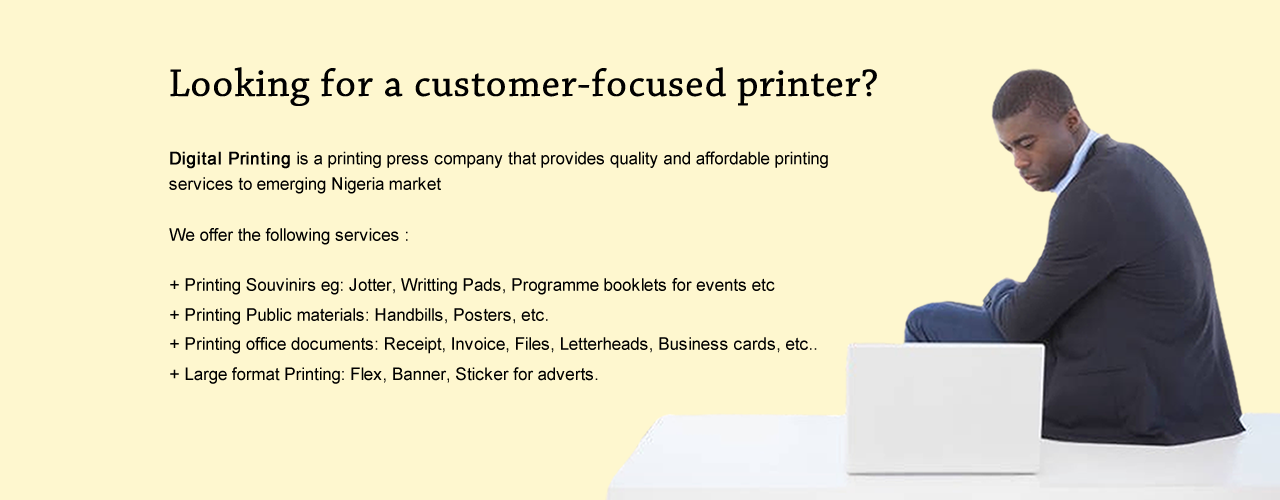 Looking for a customer-focused printer?
Digital Printing is a printing press company that provides quality and affordable printing
services to emerging Nigeria market
We offer the following services :
+ Printing Souvinirs eg: Jotter, Writting Pads, Programme booklets for events etc
+ Printing Public materials: Handbills, Posters, etc.
+ Printing office documents: Receipt, Invoice, Files, Letterheads, Business cards, etc..
+ Large format Printing: Flex, Banner, Sticker for adverts.